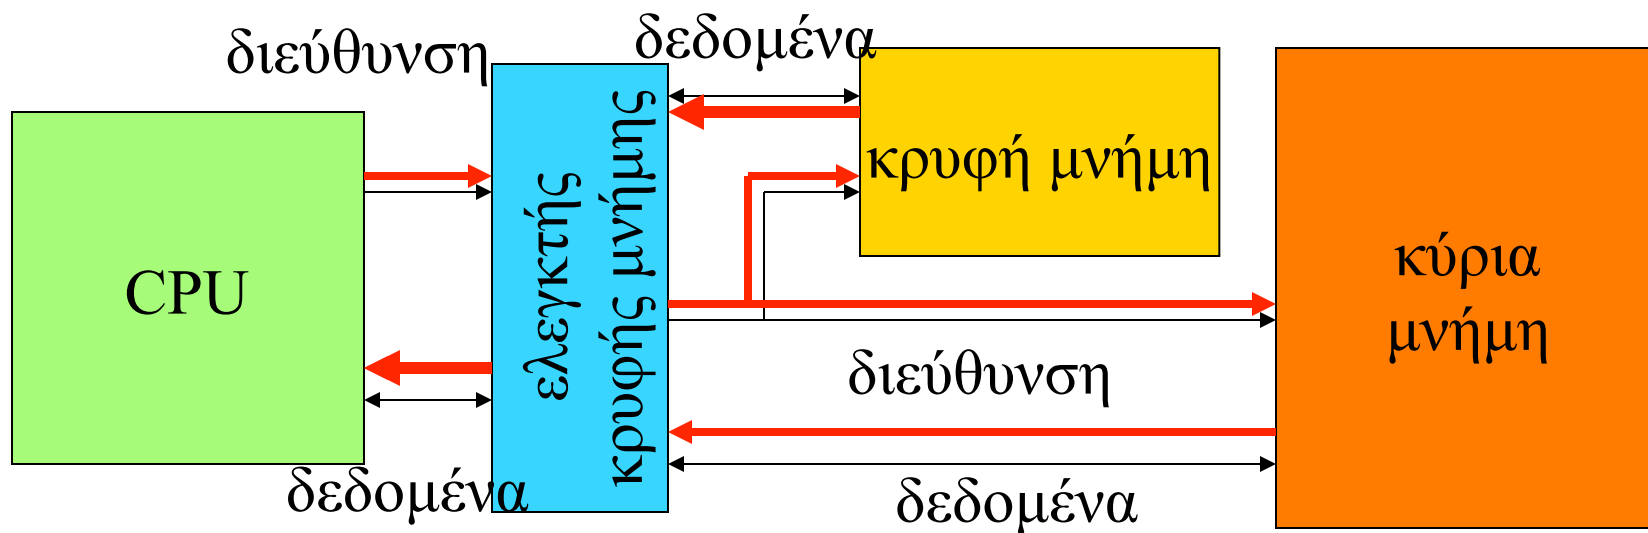 διεύθυνση
δεδομένα
CPU
ελεγκτής
κρυφής μνήμης
κρυφή μνήμη
κύρια
μνήμη
διεύθυνση
δεδομένα
δεδομένα